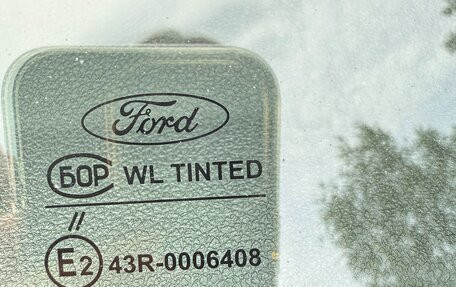 Ford
БОР WL TINTED
//
E2 43R-0006408